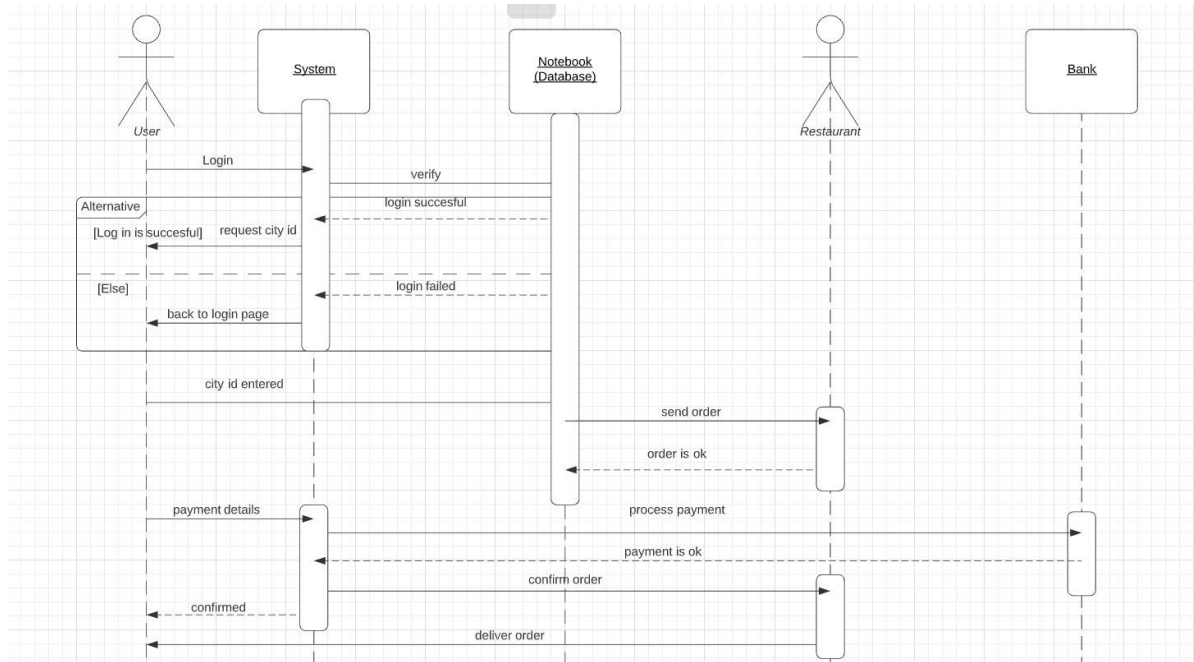 System
Notebook
(Database)
Bank
User
Restaurant
Login
verify
Alternative
login succesful
[Log in is succesful]
request city id
[Else]
login failed
back to login page
city id entered
send order
order is ok
payment details
process payment
payment is ok
confirm order
confirmed
deliver order